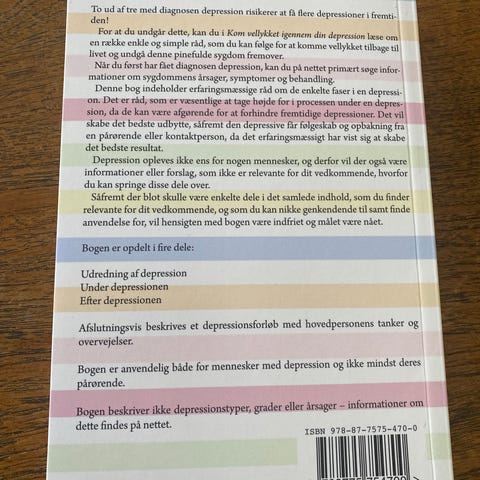 To ud af tre med diagnosen depression risikerer at få flere depressioner i fremti-
den!
For at du undgår dette, kan du i Kom vellykket igennem din depression læse om
en række enkle og simple råd, som du kan følge for at komme vellykket tilbage til
livet og undgå denne pinefulde sygdom fremover.
Når du først har fået diagnosen depression, kan du på nettet primært søge infor-
mationer om sygdommens årsager, symptomer og behandling.
Denne bog indeholder erfaringsmæssige råd om de enkelte faser i en depressi-
on. Det er råd, som er væsentlige at tage højde for i processen under en depres-
sion, da de kan være afgørende for at forhindre fremtidige depressioner. Det vil
skabe det bedste udbytte, såfremt den depressive får følgeskab og opbakning fra
en pårørende eller kontaktperson, da det erfaringsmæssigt har vist sig at skabe
det bedste resultat.
Depression opleves ikke ens for nogen mennesker, og derfor vil der også være
informationer eller forslag, som ikke er relevante for dit vedkommende, hvorfor
du kan springe disse dele over.
Såfremt der blot skulle være enkelte dele i det samlede indhold, som du finder
relevante for dit vedkommende, og som du kan nikke genkendende til samt finde
anvendelse for, vil hensigten med bogen være indfriet og målet være nået.
Bogen er opdelt i fire dele:
Udredning af depression
Under depressionen
Efter depressionen
Afslutningsvis beskrives et depressionsforløb med hovedpersonens tanker og
overvejelser.
Bogen er anvendelig både for mennesker med depression og ikke mindst deres
pårørende.
Bogen beskriver ikke depressionstyper, grader eller årsager – informationer om
dette findes på nettet.
ISBN 978-87-7575-470-0